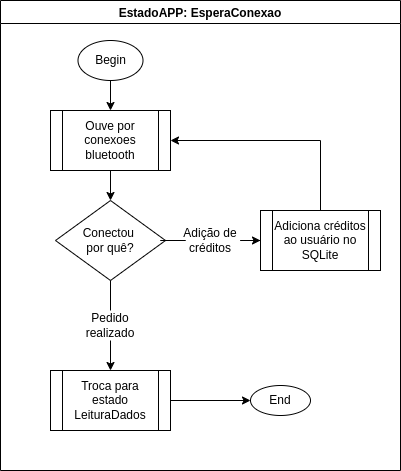 EstadoAPP: EsperaConexao
Begin
Ouve por
conexoes
bluetooth
Conectou
por quê?
Adição de
créditos
Adiciona créditos
ao usuário no
SQLite
Pedido
realizado
Troca para
estado
LeituraDados
End